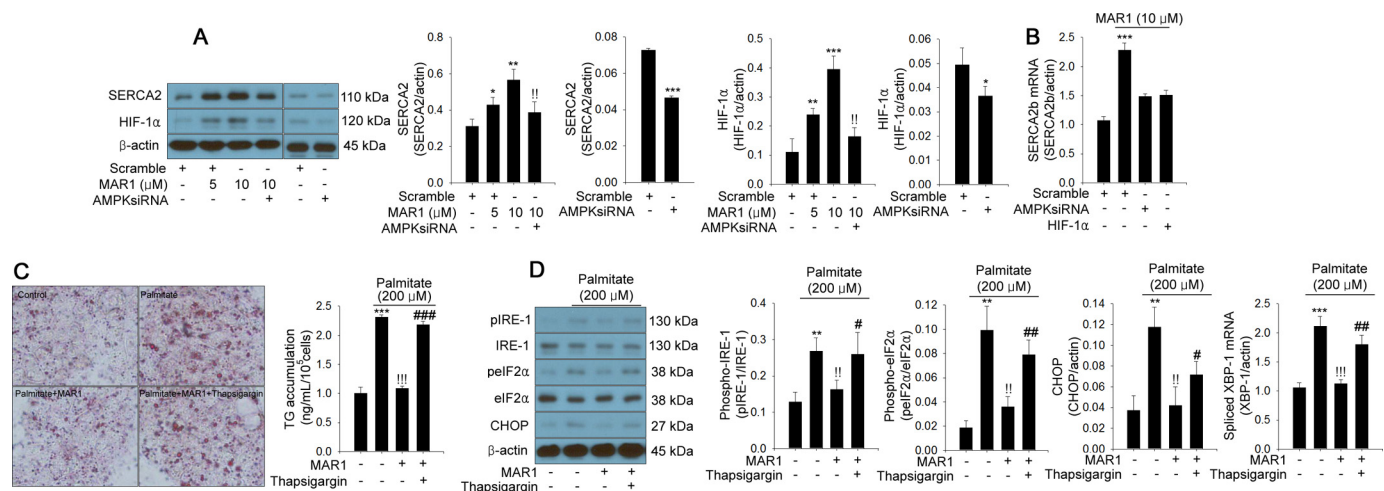 A
SERCA2
110 kDa
HIF-1α
120 kDa
β-actin
45 kDa
Scramble + + - - + -
MAR1 (μM) - 5 10 10 - -
AMPKsiRNA - - - + - +
SERCA2
(SERCA2/actin)
0.8
0.6
0.4
0.2
0.0
*
**
!!
Scramble + + - -
MAR1 (μM) - 5 10 10
AMPKsiRNA - - - +
SERCA2
(SERCA2/actin)
0.08
0.06
0.04
0.02
0.00
***
Scramble + -
AMPKsiRNA - +
HIF-1α
(HIF-1α/actin)
0.5
0.4
0.3
0.2
0.1
0.0
**
***
!!
Scramble + + - -
MAR1 (μM) - 5 10 10
AMPKsiRNA - - - +
HIF-1α
(HIF-1α/actin)
0.06
0.05
0.04
0.03
0.02
0.01
0.00
*
Scramble + -
AMPKsiRNA - +
B
MAR1 (10 μM)
SERCA2b mRNA
(SERCA2b/actin)
2.5
2.0
1.5
1.0
0.5
0.0
***
Scramble + + - -
AMPKsiRNA - - + -
HIF-1α - - - +
C
Control
Palmitate
Palmitate+MAR1
Palmitate+MAR1+Thapsigargin
Palmitate
(200 μM)
TG accumulation
(ng/mL/10⁵cells)
2.5
2.0
1.5
1.0
0.5
0.0
***
!!!
###
MAR1 - - + +
Thapsigargin - - - +
D
Palmitate
(200 μM)
pIRE-1
130 kDa
IRE-1
130 kDa
peIF2α
38 kDa
eIF2α
38 kDa
CHOP
27 kDa
β-actin
45 kDa
MAR1 - - + +
Thapsigargin - - - +
Palmitate
(200 μM)
Phospho-IRE-1
(pIRE-1/IRE-1)
0.4
0.3
0.2
0.1
0.0
**
!!
#
MAR1 - - + +
Thapsigargin - - - +
Palmitate
(200 μM)
Phospho-eIF2α
(peIF2α/eIF2α)
0.12
0.10
0.08
0.06
0.04
0.02
0.00
**
!!
##
MAR1 - - + +
Thapsigargin - - - +
Palmitate
(200 μM)
CHOP
(CHOP/actin)
0.14
0.12
0.10
0.08
0.06
0.04
0.02
0.00
**
!!
#
MAR1 - - + +
Thapsigargin - - - +
Palmitate
(200 μM)
Spliced XBP-1 mRNA
(XBP-1/actin)
2.5
2.0
1.5
1.0
0.5
0.0
***
!!!
##
MAR1 - - + +
Thapsigargin - - - +